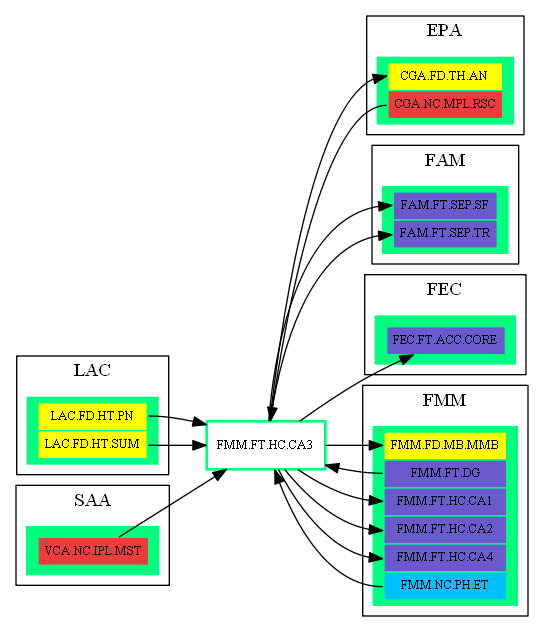 EPA
CGA.FD.TH.AN
CGA.NC.MPL.RSC
FAM
FAM.FT.SEP.SF
FAM.FT.SEP.TR
FEC
FEC.FT.ACC.CORE
LAC
LAC.FD.HT.PN
LAC.FD.HT.SUM
FMM.FT.HC.CA3
SAA
VCA.NC.IPL.MST
FMM
FMM.FD.MB.MMB
FMM.FT.DG
FMM.FT.HC.CA1
FMM.FT.HC.CA2
FMM.FT.HC.CA4
FMM.NC.PH.ET